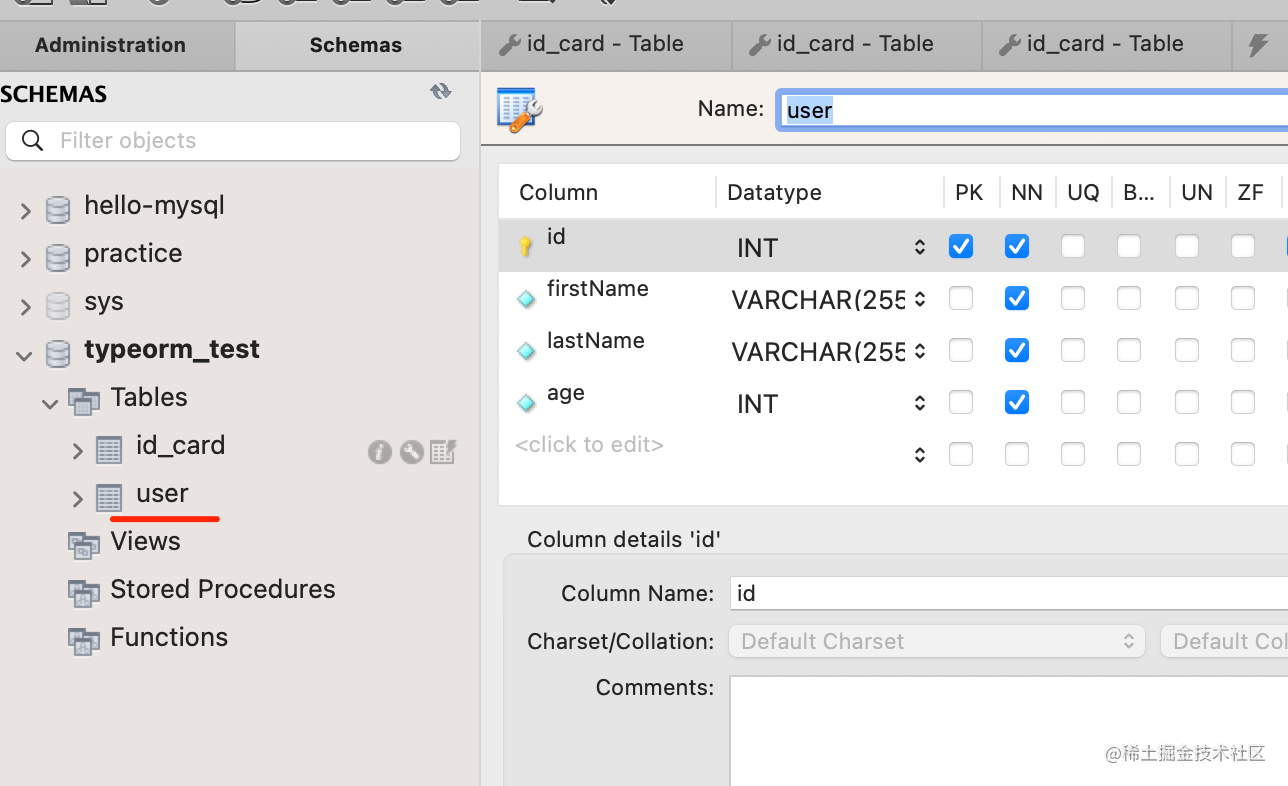 Administration
Schemas
id_card - Table
id_card - Table
id_card - Table
SCHEMAS
Filter objects
hello-mysql
practice
sys
typeorm_test
Tables
id_card
user
Views
Stored Procedures
Functions
Name: user
Column Datatype PK NN UQ B... UN ZF
id INT
firstName VARCHAR(255
lastName VARCHAR(255
age INT
<click to edit>
Column details 'id'
Column Name: id
Charset/Collation: Default Charset Default Col
Comments:
@稀土掘金技术社区